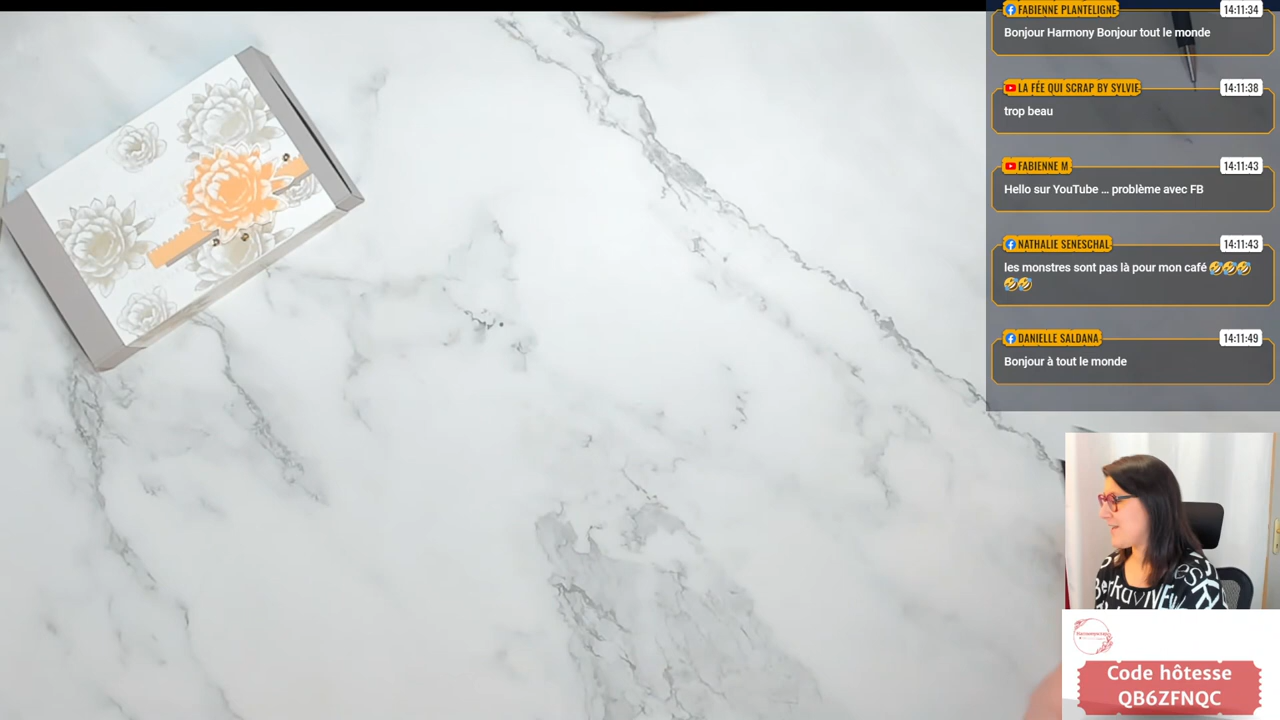 FABIENNE PLANTELIGNE
14:11:34
Bonjour Harmony Bonjour tout le monde
LA FÉE QUI SCRAP BY SYLVIE
14:11:38
trop beau
FABIENNE M
14:11:43
Hello sur YouTube ... problème avec FB
NATHALIE SENESCHAL
14:11:43
les monstres sont pas là pour mon café 🤣🤣🤣
🤣🤣
DANIELLE SALDANA
14:11:49
Bonjour à tout le monde
Code hôtesse
QB6ZFNQC